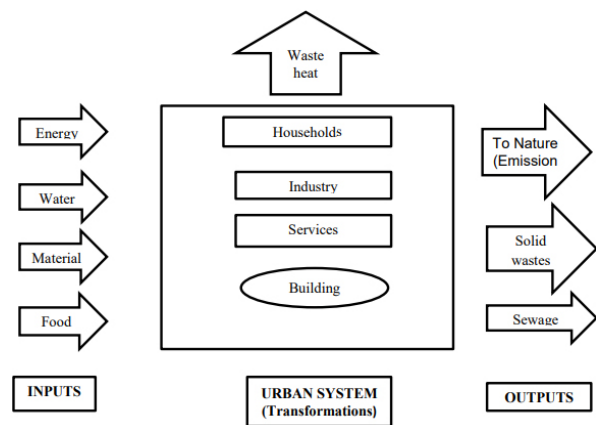 Waste
heat
Energy
Water
Material
Food
Households
Industry
Services
Building
To Nature
(Emission
Solid
wastes
Sewage
INPUTS
URBAN SYSTEM
(Transformations)
OUTPUTS